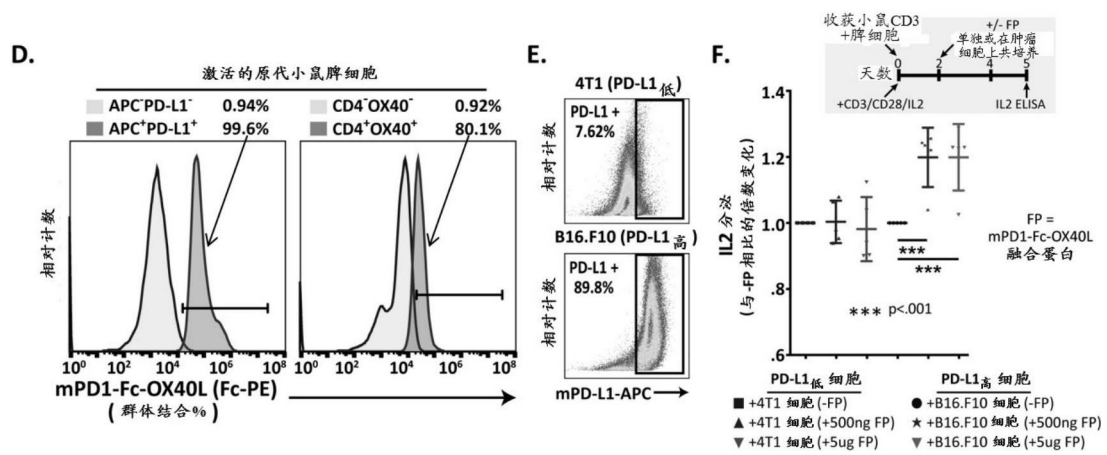 D.
激活的原代小鼠脾细胞
APC⁻PD-L1⁻ 0.94%
APC⁺PD-L1⁺ 99.6%
CD4⁻OX40⁻ 0.92%
CD4⁺OX40⁺ 80.1%
相对计数
10⁰ 10² 10⁴ 10⁶ 10⁸
10⁰ 10² 10⁴ 10⁶ 10⁸
mPD1-Fc-OX40L (Fc-PE)
(群体结合%)
E.
4T1 (PD-L1低)
PD-L1 +
7.62%
相对计数
B16.F10 (PD-L1高)
PD-L1 +
89.8%
相对计数
mPD-L1-APC
F.
收获小鼠CD3
+脾细胞
+/- FP
单独或在肿瘤
细胞上共培养
天数
0 2 4 5
+CD3/CD28/IL2
IL2 ELISA
IL2分泌
(与-FP相比的倍数变化)
1.4
1.2
1.0
.8
.6
***
***
*** p<.001
FP =
mPD1-Fc-OX40L
融合蛋白
PD-L1低 细胞
■ +4T1 细胞 (-FP)
▲ +4T1 细胞 (+500ng FP)
▼ +4T1 细胞 (+5ug FP)
PD-L1高 细胞
● +B16.F10 细胞 (-FP)
★ +B16.F10 细胞 (+500ng FP)
▼ +B16.F10 细胞 (+5ug FP)